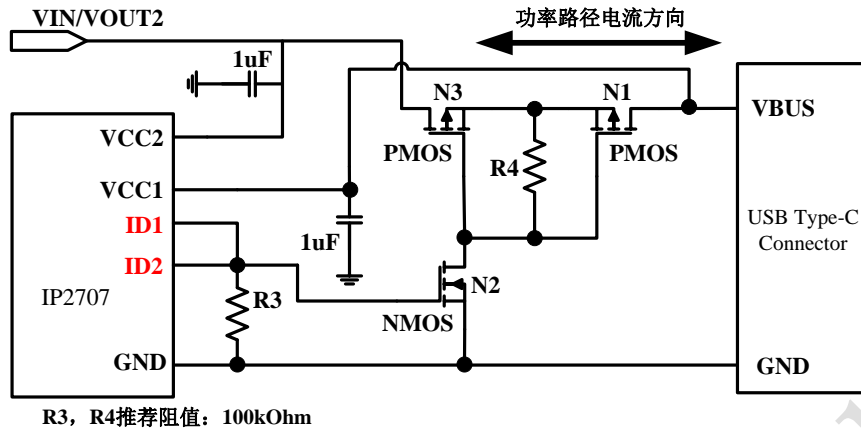 VIN/VOUT2
功率路径电流方向
1uF
N3
N1
VCC2
PMOS
R4
PMOS
VBUS
VCC1
ID1
1uF
USB Type-C
Connector
ID2
IP2707
R3
N2
NMOS
GND
GND
R3，R4推荐阻值：100kOhm